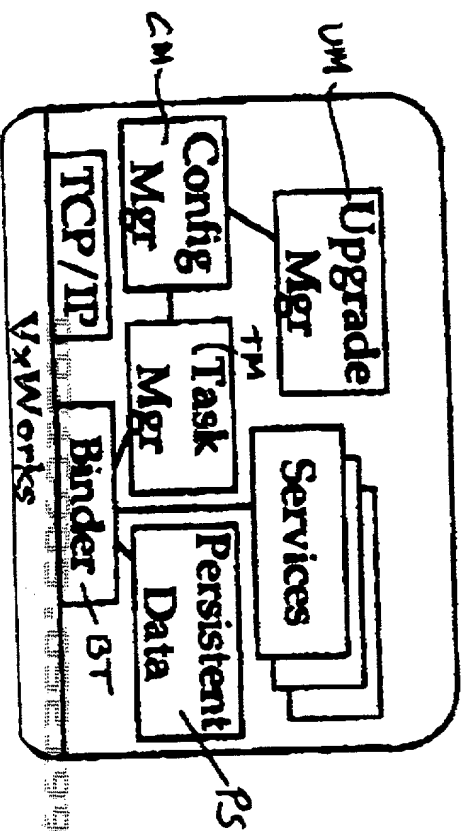 UM
Upgrade
Mgr
Services
CM
Config
Mgr
TM
(Task
Mgr
Persistent
Data
PS
TCP/IP
Binder
BT
VxWorks